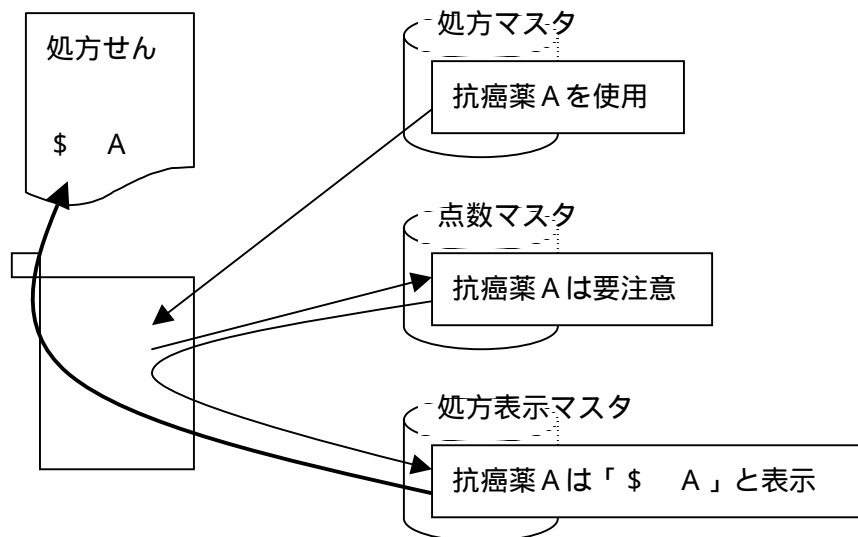 処方せん
$ A
処方マスタ
抗癌薬Aを使用
点数マスタ
抗癌薬Aは要注意
処方表示マスタ
抗癌薬Aは「$ A」と表示